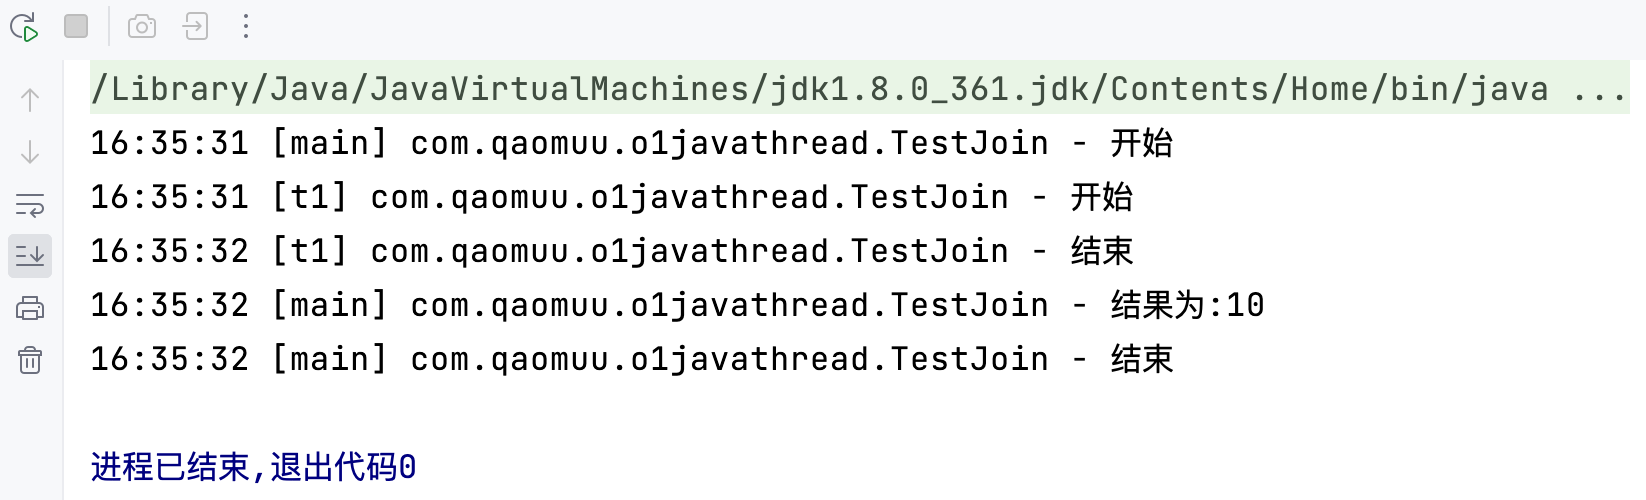 /Library/Java/JavaVirtualMachines/jdk1.8.0_361.jdk/Contents/Home/bin/java ...
16:35:31 [main] com.qaomuu.o1javathread.TestJoin - 开始
16:35:31 [t1] com.qaomuu.o1javathread.TestJoin - 开始
16:35:32 [t1] com.qaomuu.o1javathread.TestJoin - 结束
16:35:32 [main] com.qaomuu.o1javathread.TestJoin - 结果为:10
16:35:32 [main] com.qaomuu.o1javathread.TestJoin - 结束
进程已结束,退出代码0